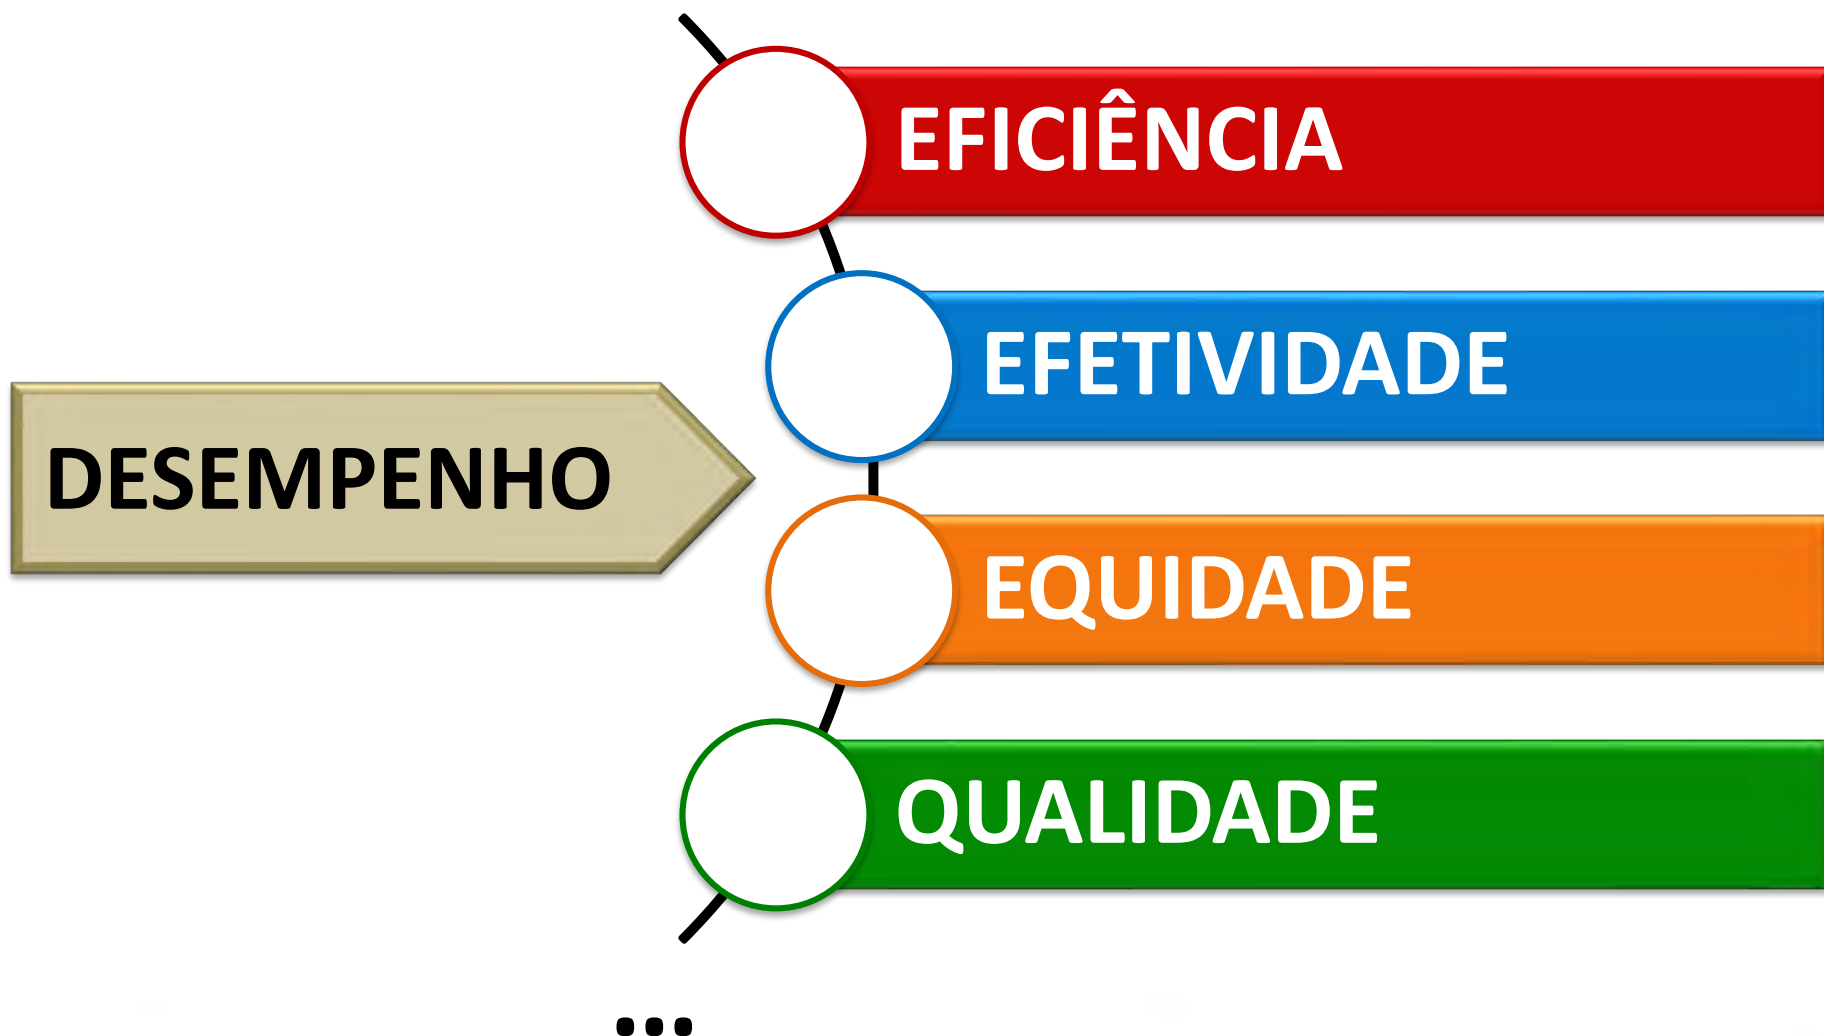 EFICIÊNCIA
EFETIVIDADE
DESEMPENHO
EQUIDADE
QUALIDADE
...